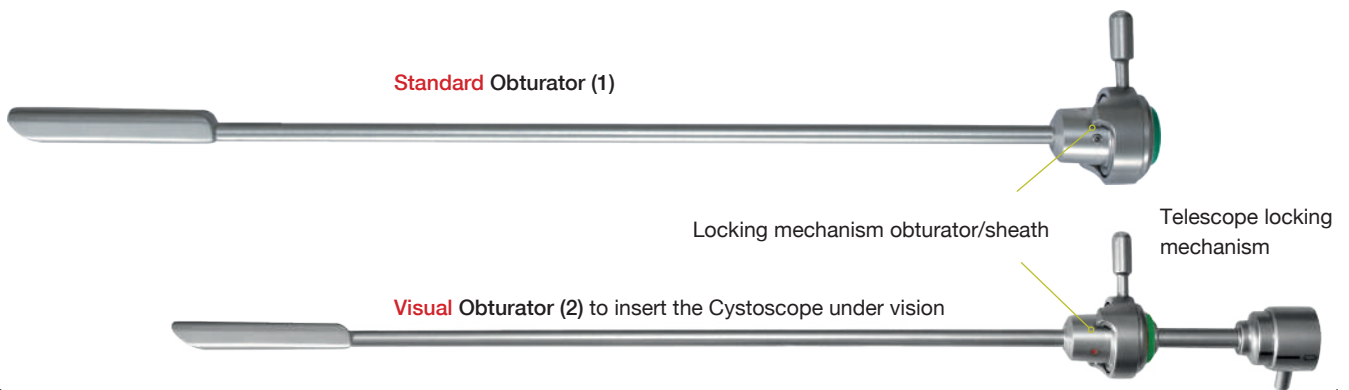 Standard Obturator (1)
Locking mechanism obturator/sheath
Telescope locking
mechanism
Visual Obturator (2) to insert the Cystoscope under vision